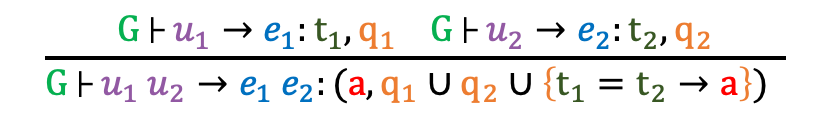 G ⊢ u₁ → e₁: t₁, q₁ G ⊢ u₂ → e₂: t₂, q₂
G ⊢ u₁ u₂ → e₁ e₂: (a, q₁ ∪ q₂ ∪ {t₁ = t₂ → a})